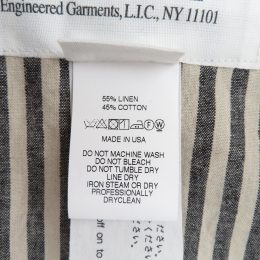 Engineered Garments, L.I.C., NY 11101
55% LINEN
45% COTTON
MADE IN USA
DO NOT MACHINE WASH
DO NOT BLEACH
DO NOT TUMBLE DRY
LINE DRY
IRON STEAM OR DRY
PROFESSIONALLY
DRYCLEAN